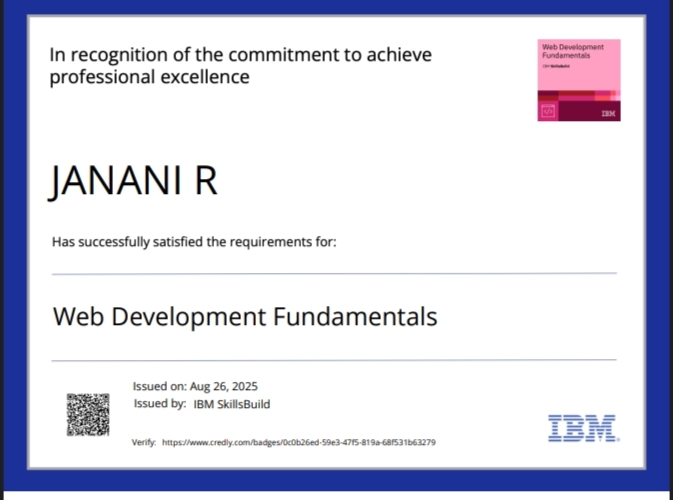 In recognition of the commitment to achieve
professional excellence
Web Development
Fundamentals
IBM SkillsBuild
IBM
JANANI R
Has successfully satisfied the requirements for:
Web Development Fundamentals
Issued on: Aug 26, 2025
Issued by: IBM SkillsBuild
Verify: https://www.credly.com/badges/0c0b26ed-59e3-47f5-819a-68f531b63279
IBM